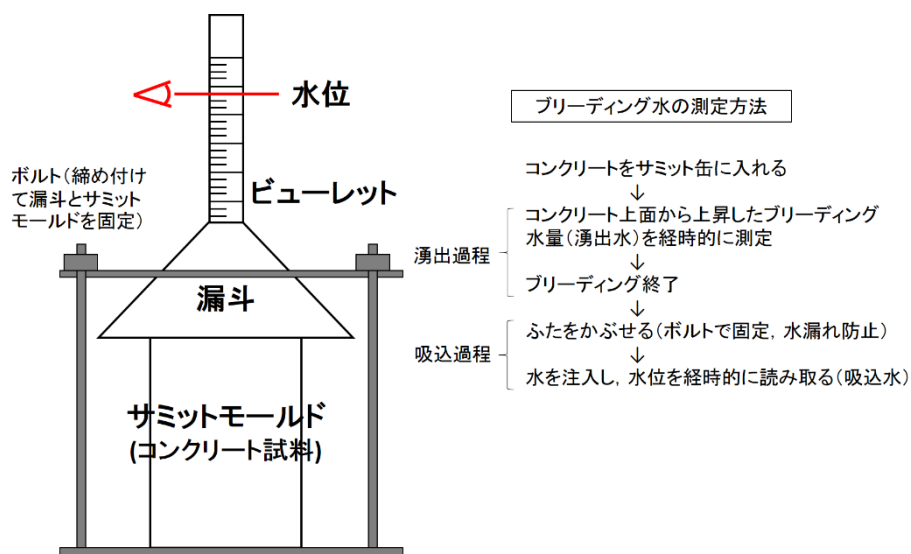 水位
ボルト(締め付け
て漏斗とサミット
モールドを固定)
ビューレット
漏斗
サミットモールド
(コンクリート試料)
ブリーディング水の測定方法
コンクリートをサミット缶に入れる
↓
湧出過程
コンクリート上面から上昇したブリーディング
水量(湧出水)を経時的に測定
↓
ブリーディング終了
↓
吸込過程
ふたをかぶせる(ボルトで固定, 水漏れ防止)
↓
水を注入し, 水位を経時的に読み取る(吸込水)